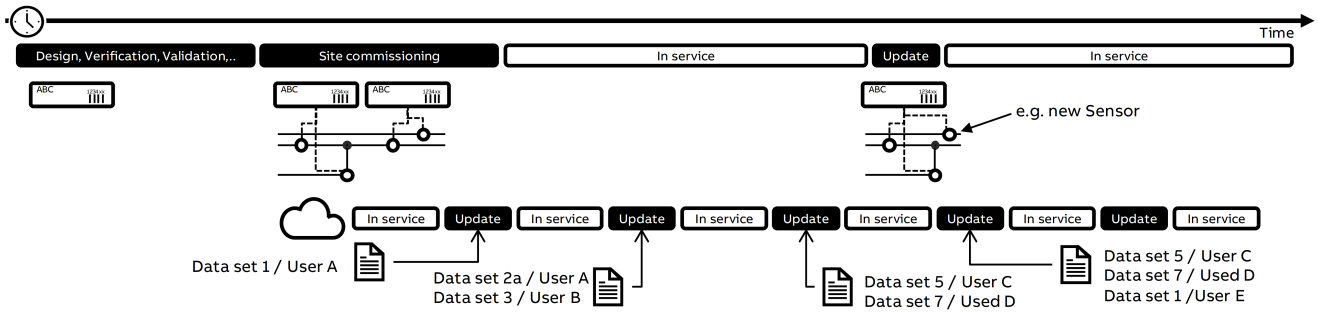 Time
Design, Verification, Validation,..
Site commissioning
In service
Update
In service
ABC
1234xx
ABC
1234xx
ABC
1234xx
ABC
1234xx
e.g. new Sensor
In service
Update
In service
Update
In service
Update
In service
Update
In service
Update
In service
Data set 1 / User A
Data set 2a / User A
Data set 3 / User B
Data set 5 / User C
Data set 7 / Used D
Data set 5 / User C
Data set 7 / Used D
Data set 1 /User E